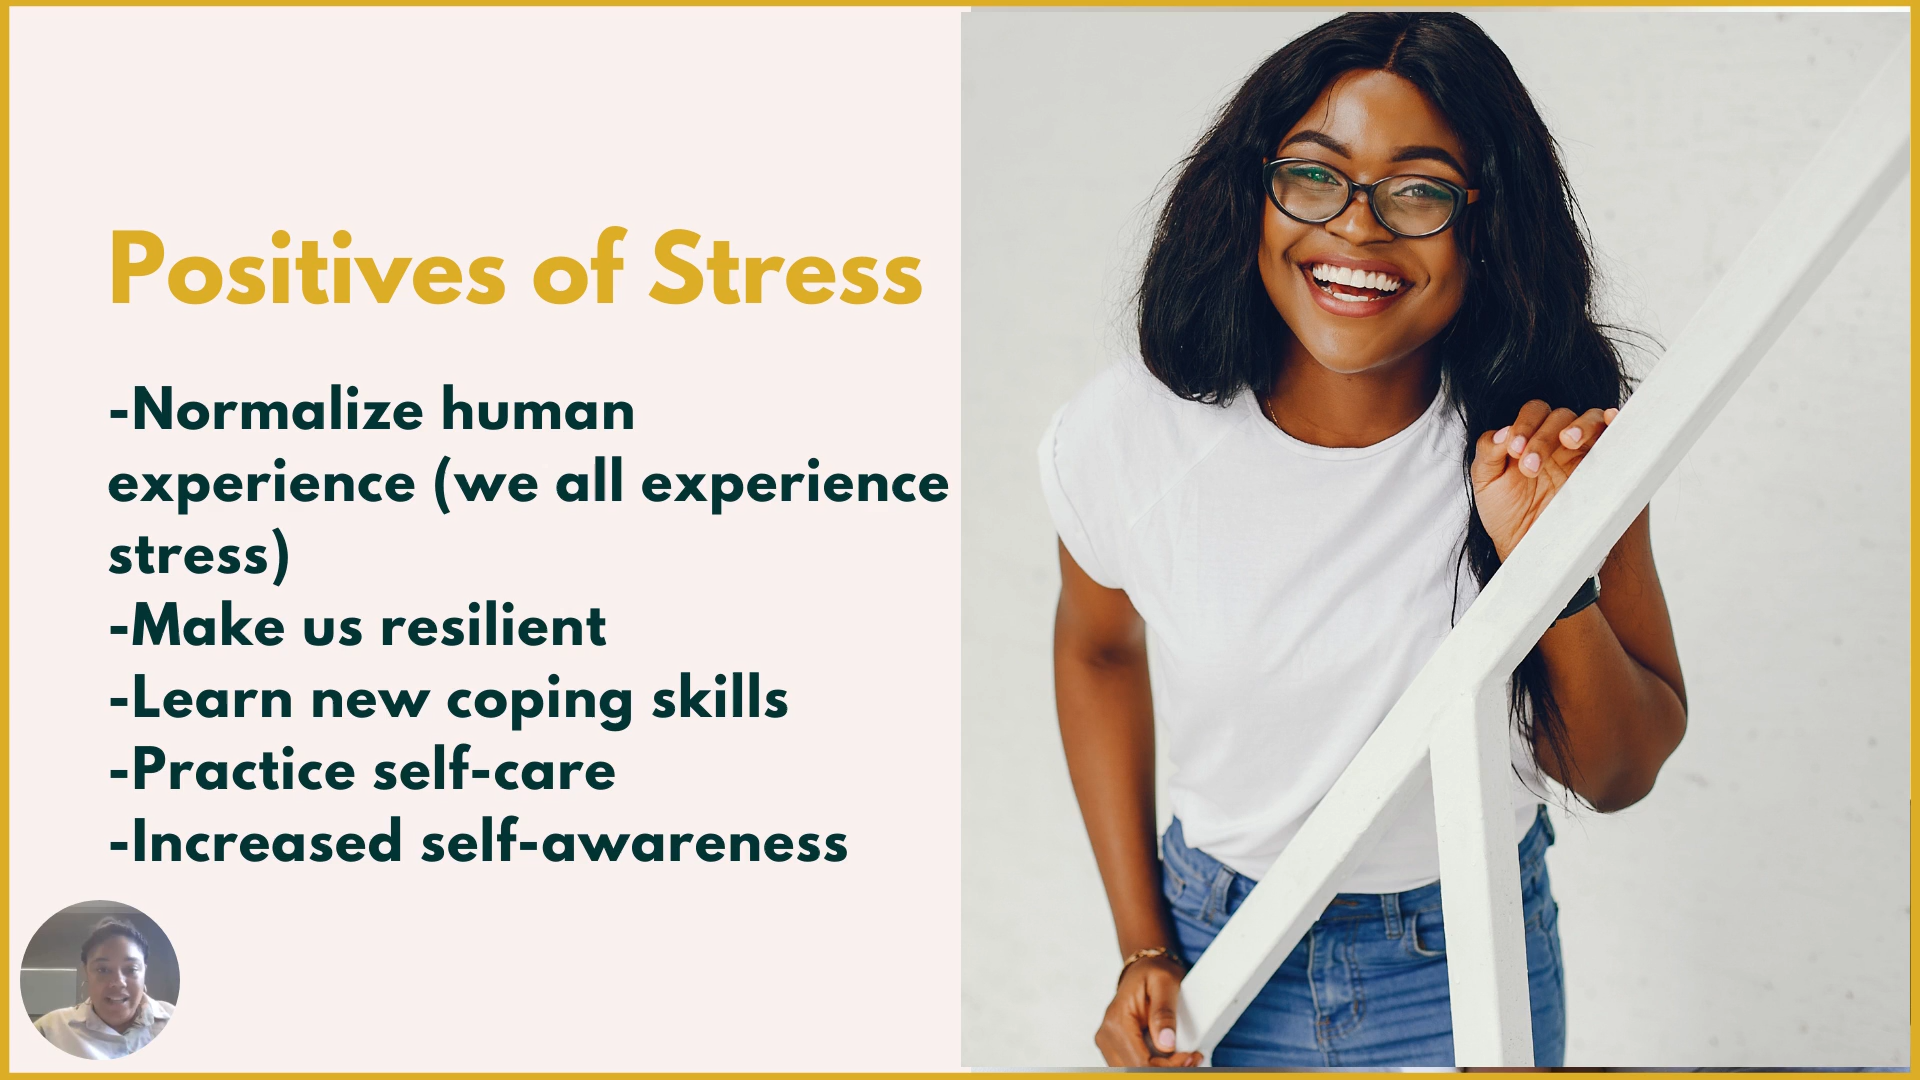 Positives of Stress
-Normalize human
experience (we all experience
stress)
-Make us resilient
-Learn new coping skills
-Practice self-care
-Increased self-awareness